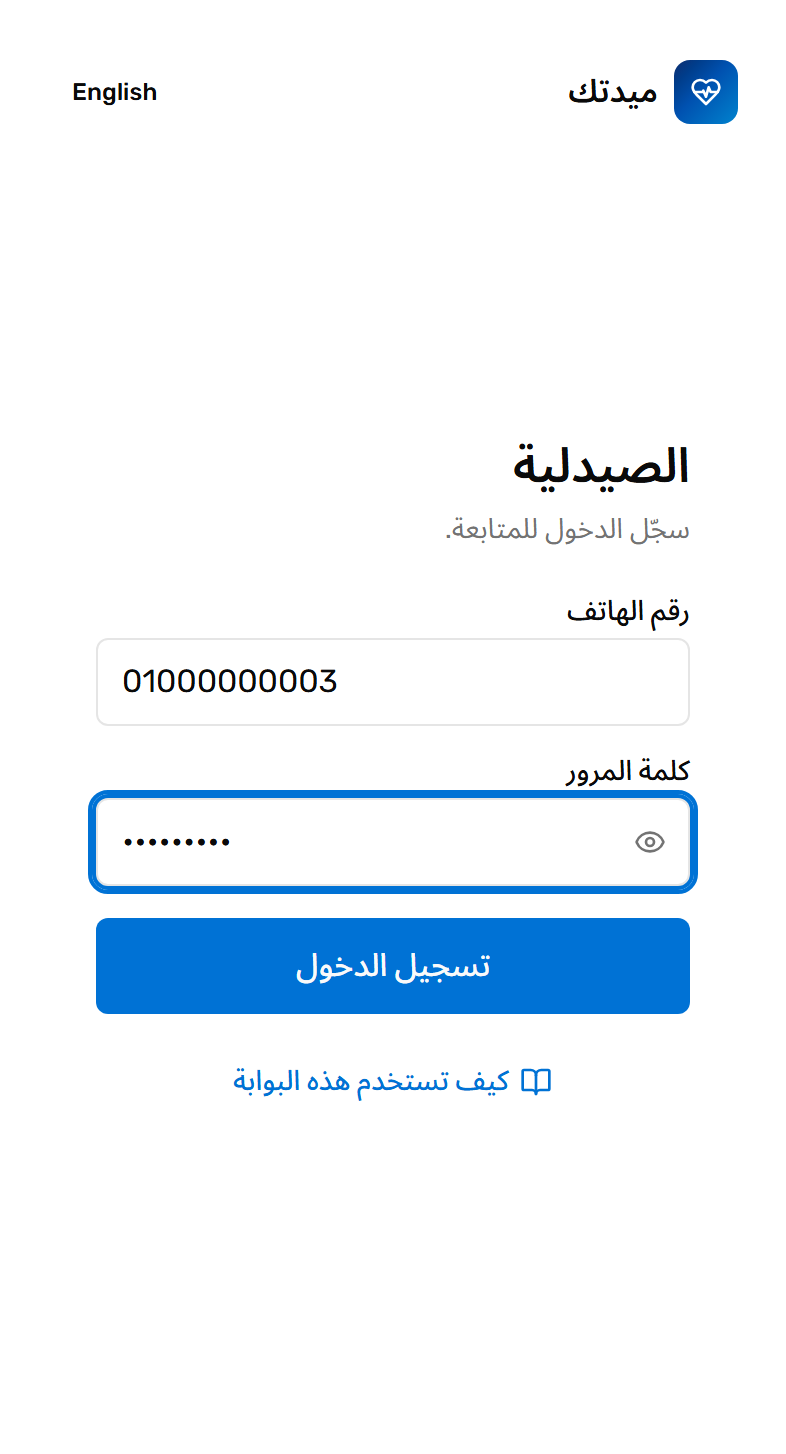 ميدتك
English
الصيدلية
سجّل الدخول للمتابعة.
رقم الهاتف
01000000003
كلمة المرور
•••••••••
تسجيل الدخول
كيف تستخدم هذه البوابة